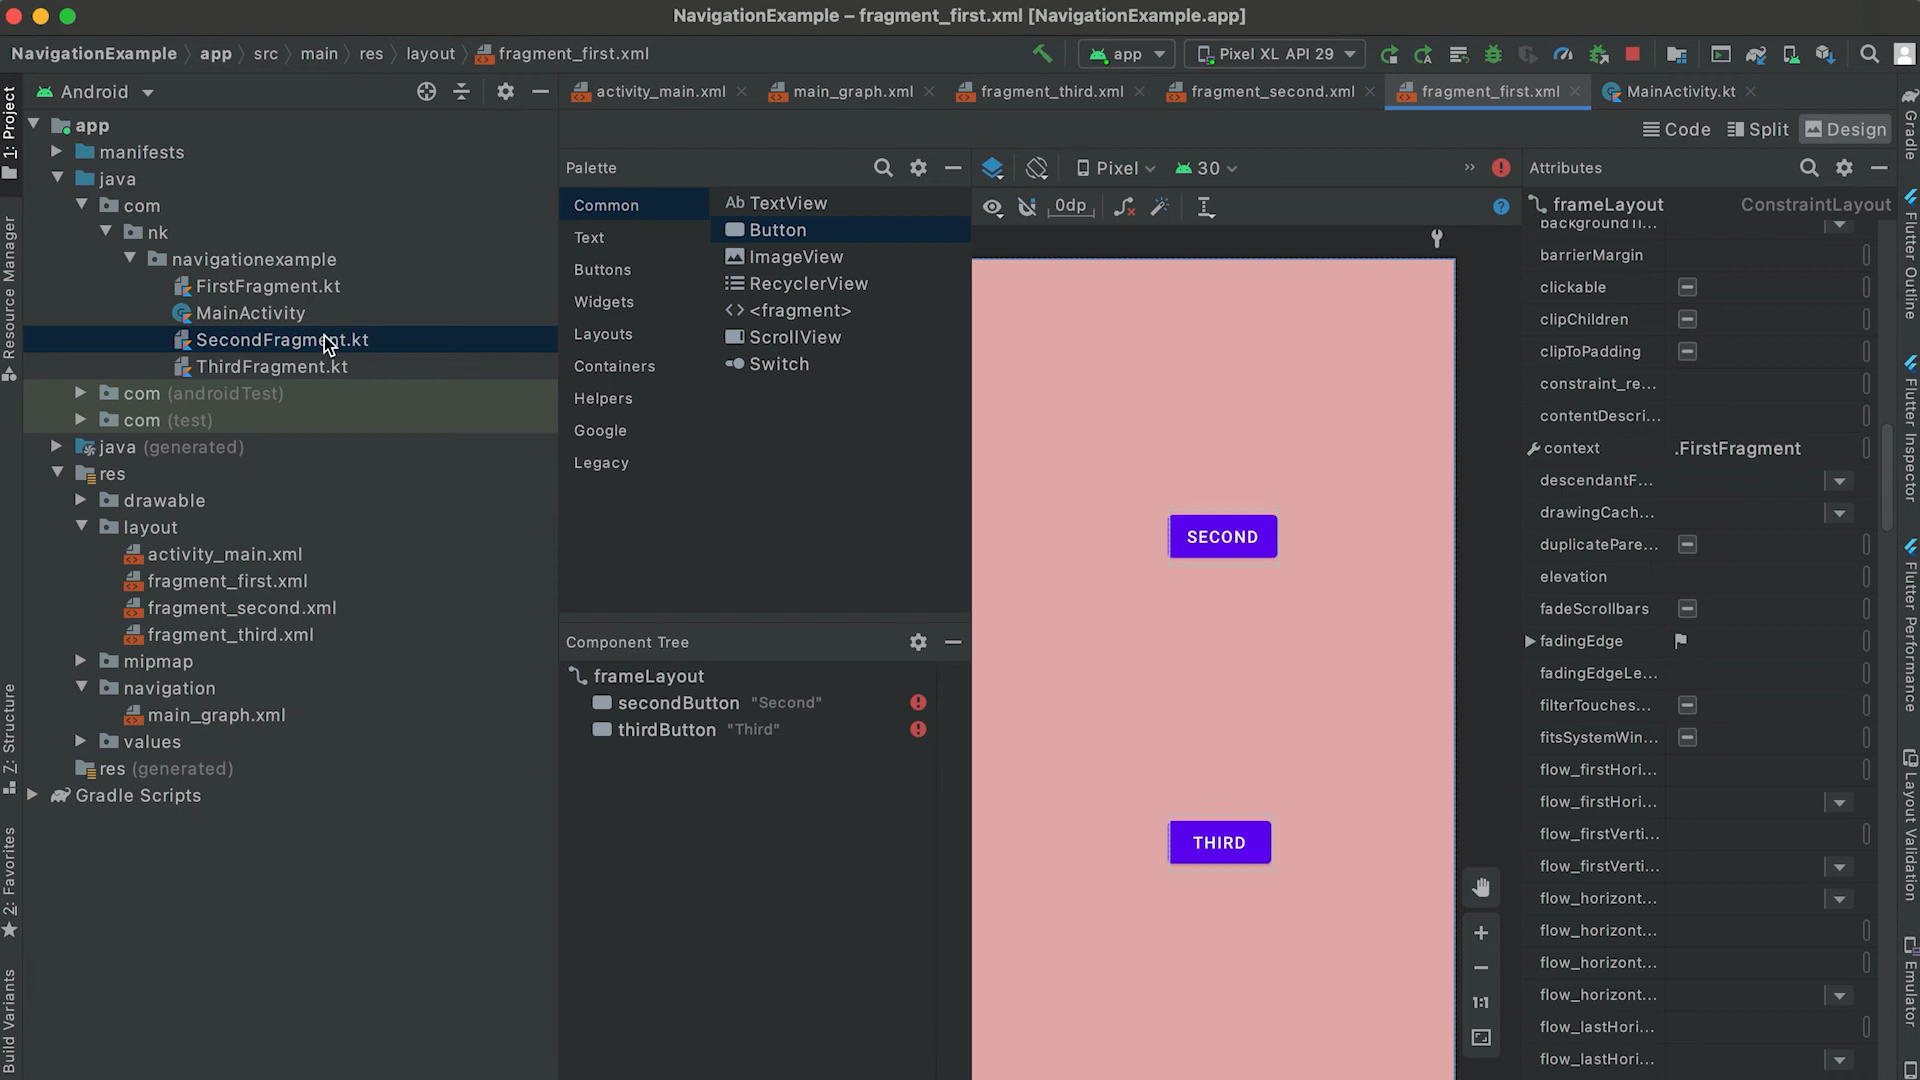 NavigationExample – fragment_first.xml [NavigationExample.app]
NavigationExample app src main res layout fragment_first.xml
app Pixel XL API 29
Android
activity_main.xml main_graph.xml fragment_third.xml fragment_second.xml fragment_first.xml MainActivity.kt
Code Split Design
1: Project
Resource Manager
Z: Structure
2: Favorites
Build Variants
app
manifests
java
com
nk
navigationexample
FirstFragment.kt
MainActivity
SecondFragment.kt
ThirdFragment.kt
com (androidTest)
com (test)
java (generated)
res
drawable
layout
activity_main.xml
fragment_first.xml
fragment_second.xml
fragment_third.xml
mipmap
navigation
main_graph.xml
values
res (generated)
Gradle Scripts
Palette
Common
Text
Buttons
Widgets
Layouts
Containers
Helpers
Google
Legacy
Ab TextView
Button
ImageView
RecyclerView
<fragment>
ScrollView
Switch
Component Tree
frameLayout
secondButton "Second"
thirdButton "Third"
Pixel 30
0dp
SECOND
THIRD
1:1
Attributes
frameLayout ConstraintLayout
backgroundTi...
barrierMargin
clickable
clipChildren
clipToPadding
constraint_re...
contentDescri...
context .FirstFragment
descendantF...
drawingCach...
duplicatePare...
elevation
fadeScrollbars
fadingEdge
fadingEdgeLe...
filterTouches...
fitsSystemWin...
flow_firstHori...
flow_firstHori...
flow_firstVerti...
flow_firstVerti...
flow_horizont...
flow_horizont...
flow_horizont...
flow_horizont...
flow_lastHori...
flow_lastHori...
Gradle
Flutter Outline
Flutter Inspector
Flutter Performance
Layout Validation
Emulator